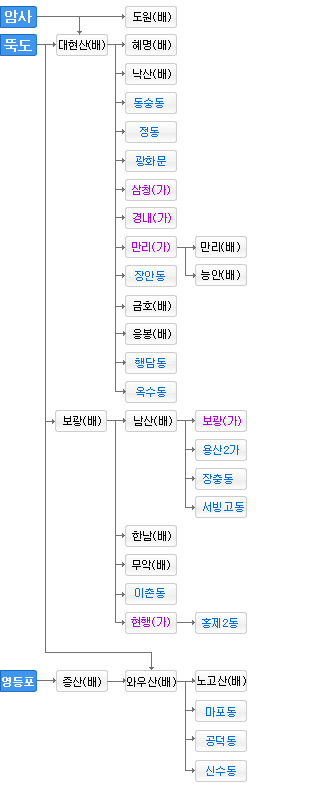 암사
도원(배)
뚝도
대현산(배)
혜명(배)
낙산(배)
동숭동
정동
광화문
삼청(가)
경내(가)
만리(가)
만리(배)
능안(배)
장안동
금호(배)
응봉(배)
행담동
옥수동
보광(배)
남산(배)
보광(가)
용산2가
장충동
서빙고동
한남(배)
무악(배)
이촌동
현행(가)
홍제2동
영등포
증산(배)
와우산(배)
노고산(배)
마포동
공덕동
신수동